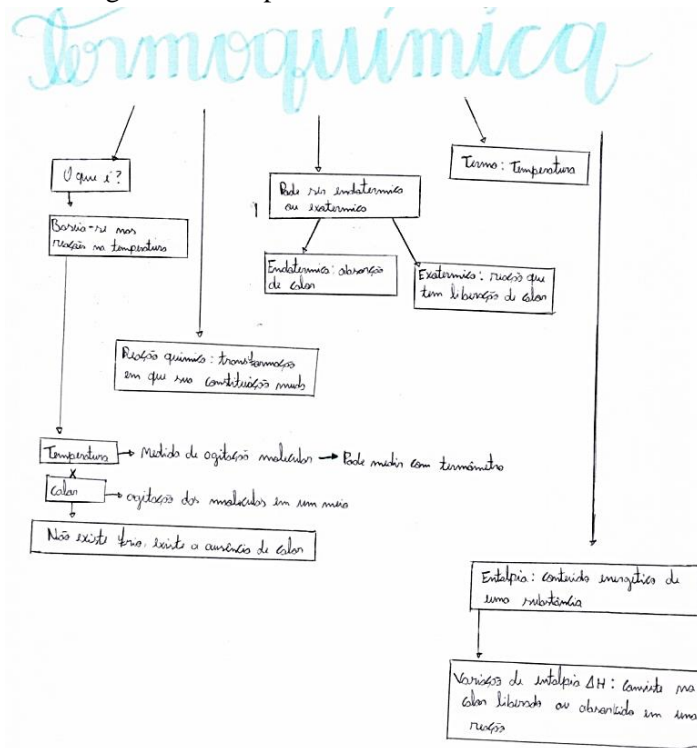 Termoquímica
O que é?
Baseia-se nas
reações na temperatura
Pode ser endotermica
ou exotermica
Termo: Temperatura
Endotermica: absorção
de calor
Exotermica: reação que
tem liberação de calor
Reação química: transformação
em que sua constituição muda
Temperatura → Medida de agitação molecular → Pode medir com termômetro
x
Calor → agitação das moleculas em um meio
Não existe frio, existe a ausência de calor
Entalpia: conteúdo energético de
uma substância
Variação de entalpia ΔH: Consiste no
calor liberado ou absorvido em uma
reação